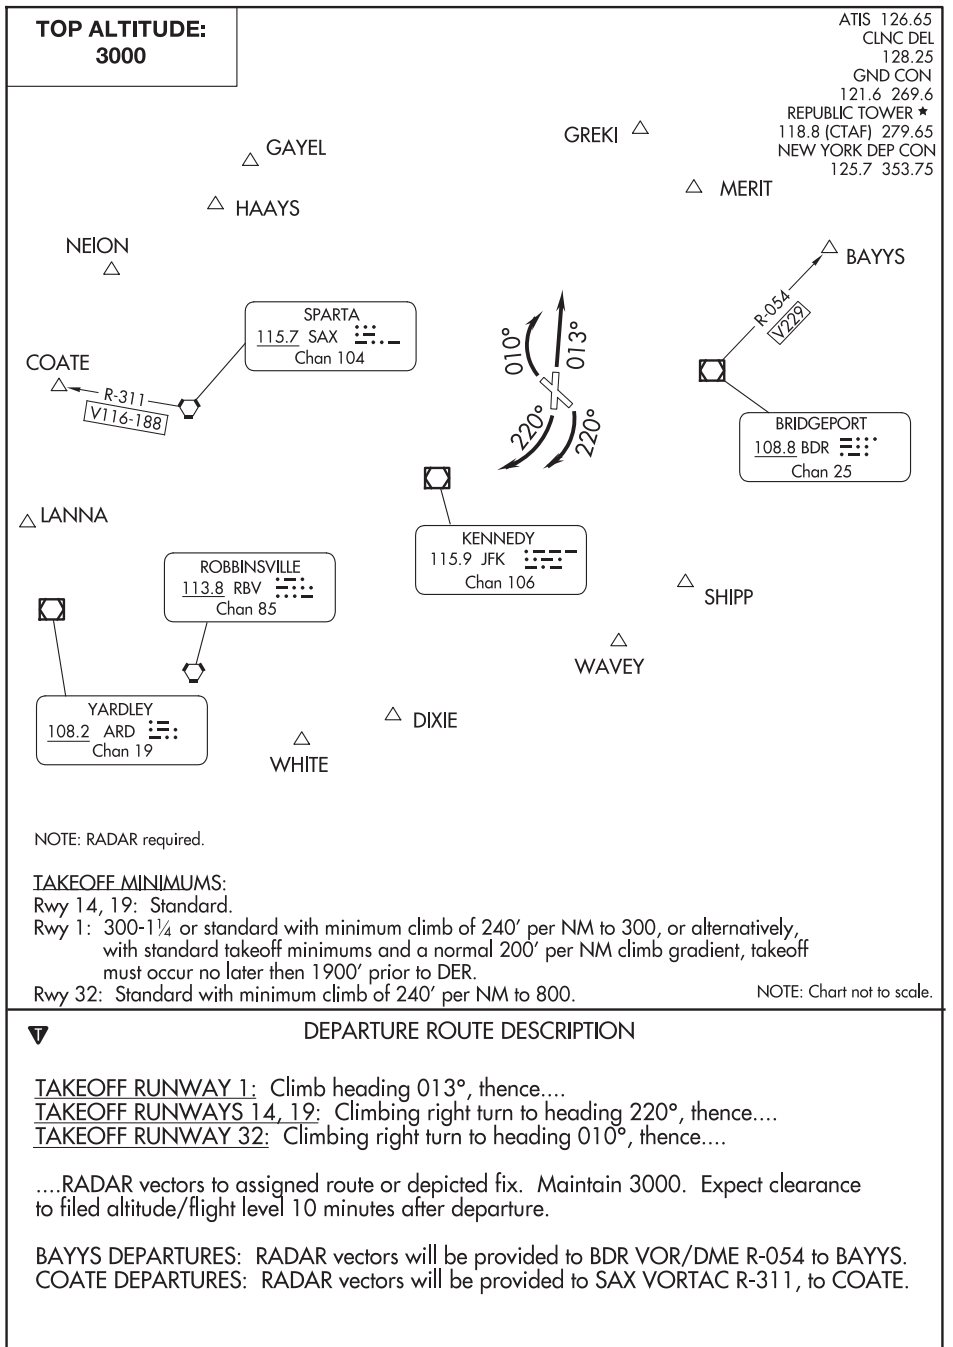 TOP ALTITUDE:
3000
ATIS 126.65
CLNC DEL
128.25
GND CON
121.6 269.6
REPUBLIC TOWER ★
118.8 (CTAF) 279.65
NEW YORK DEP CON
125.7 353.75
GREKI
GAYEL
MERIT
HAAYS
NEION
BAYYS
R-054
V229
SPARTA
115.7 SAX
Chan 104
010°
013°
COATE
R-311
V116-188
220°
220°
BRIDGEPORT
108.8 BDR
Chan 25
LANNA
KENNEDY
115.9 JFK
Chan 106
ROBBINSVILLE
113.8 RBV
Chan 85
SHIPP
WAVEY
YARDLEY
108.2 ARD
Chan 19
DIXIE
WHITE
NOTE: RADAR required.
TAKEOFF MINIMUMS:
Rwy 14, 19: Standard.
Rwy 1: 300-1¼ or standard with minimum climb of 240' per NM to 300, or alternatively,
with standard takeoff minimums and a normal 200' per NM climb gradient, takeoff
must occur no later then 1900' prior to DER.
Rwy 32: Standard with minimum climb of 240' per NM to 800.
NOTE: Chart not to scale.
T
DEPARTURE ROUTE DESCRIPTION
TAKEOFF RUNWAY 1: Climb heading 013°, thence....
TAKEOFF RUNWAYS 14, 19: Climbing right turn to heading 220°, thence....
TAKEOFF RUNWAY 32: Climbing right turn to heading 010°, thence....
....RADAR vectors to assigned route or depicted fix. Maintain 3000. Expect clearance
to filed altitude/flight level 10 minutes after departure.
BAYYS DEPARTURES: RADAR vectors will be provided to BDR VOR/DME R-054 to BAYYS.
COATE DEPARTURES: RADAR vectors will be provided to SAX VORTAC R-311, to COATE.